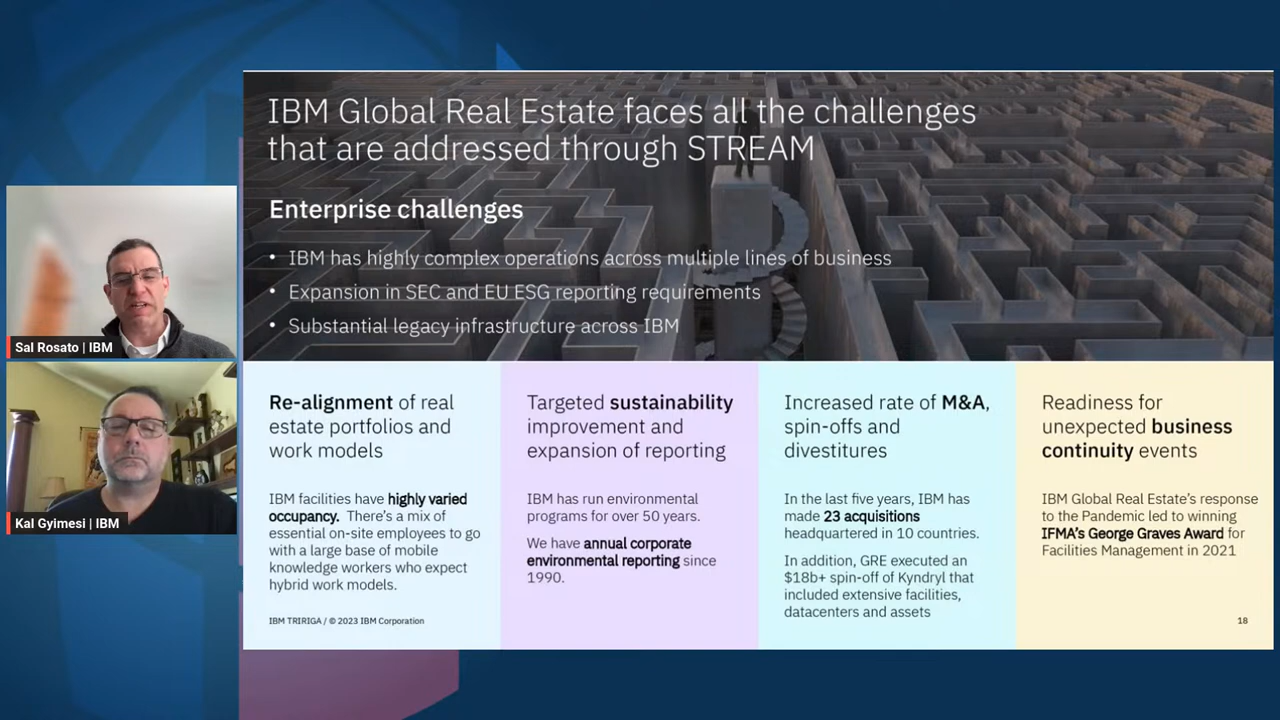 IBM Global Real Estate faces all the challenges
that are addressed through STREAM
Enterprise challenges
• IBM has highly complex operations across multiple lines of business
• Expansion in SEC and EU ESG reporting requirements
• Substantial legacy infrastructure across IBM
Sal Rosato | IBM
Kal Gyimesi | IBM
Re-alignment of real
estate portfolios and
work models
IBM facilities have highly varied
occupancy. There's a mix of
essential on-site employees to go
with a large base of mobile
knowledge workers who expect
hybrid work models.
IBM TRIRIGA / © 2023 IBM Corporation
Targeted sustainability
improvement and
expansion of reporting
IBM has run environmental
programs for over 50 years.
We have annual corporate
environmental reporting since
1990.
Increased rate of M&A,
spin-offs and
divestitures
In the last five years, IBM has
made 23 acquisitions
headquartered in 10 countries.
In addition, GRE executed an
$18b+ spin-off of Kyndryl that
included extensive facilities,
datacenters and assets
Readiness for
unexpected business
continuity events
IBM Global Real Estate's response
to the Pandemic led to winning
IFMA's George Graves Award for
Facilities Management in 2021
18